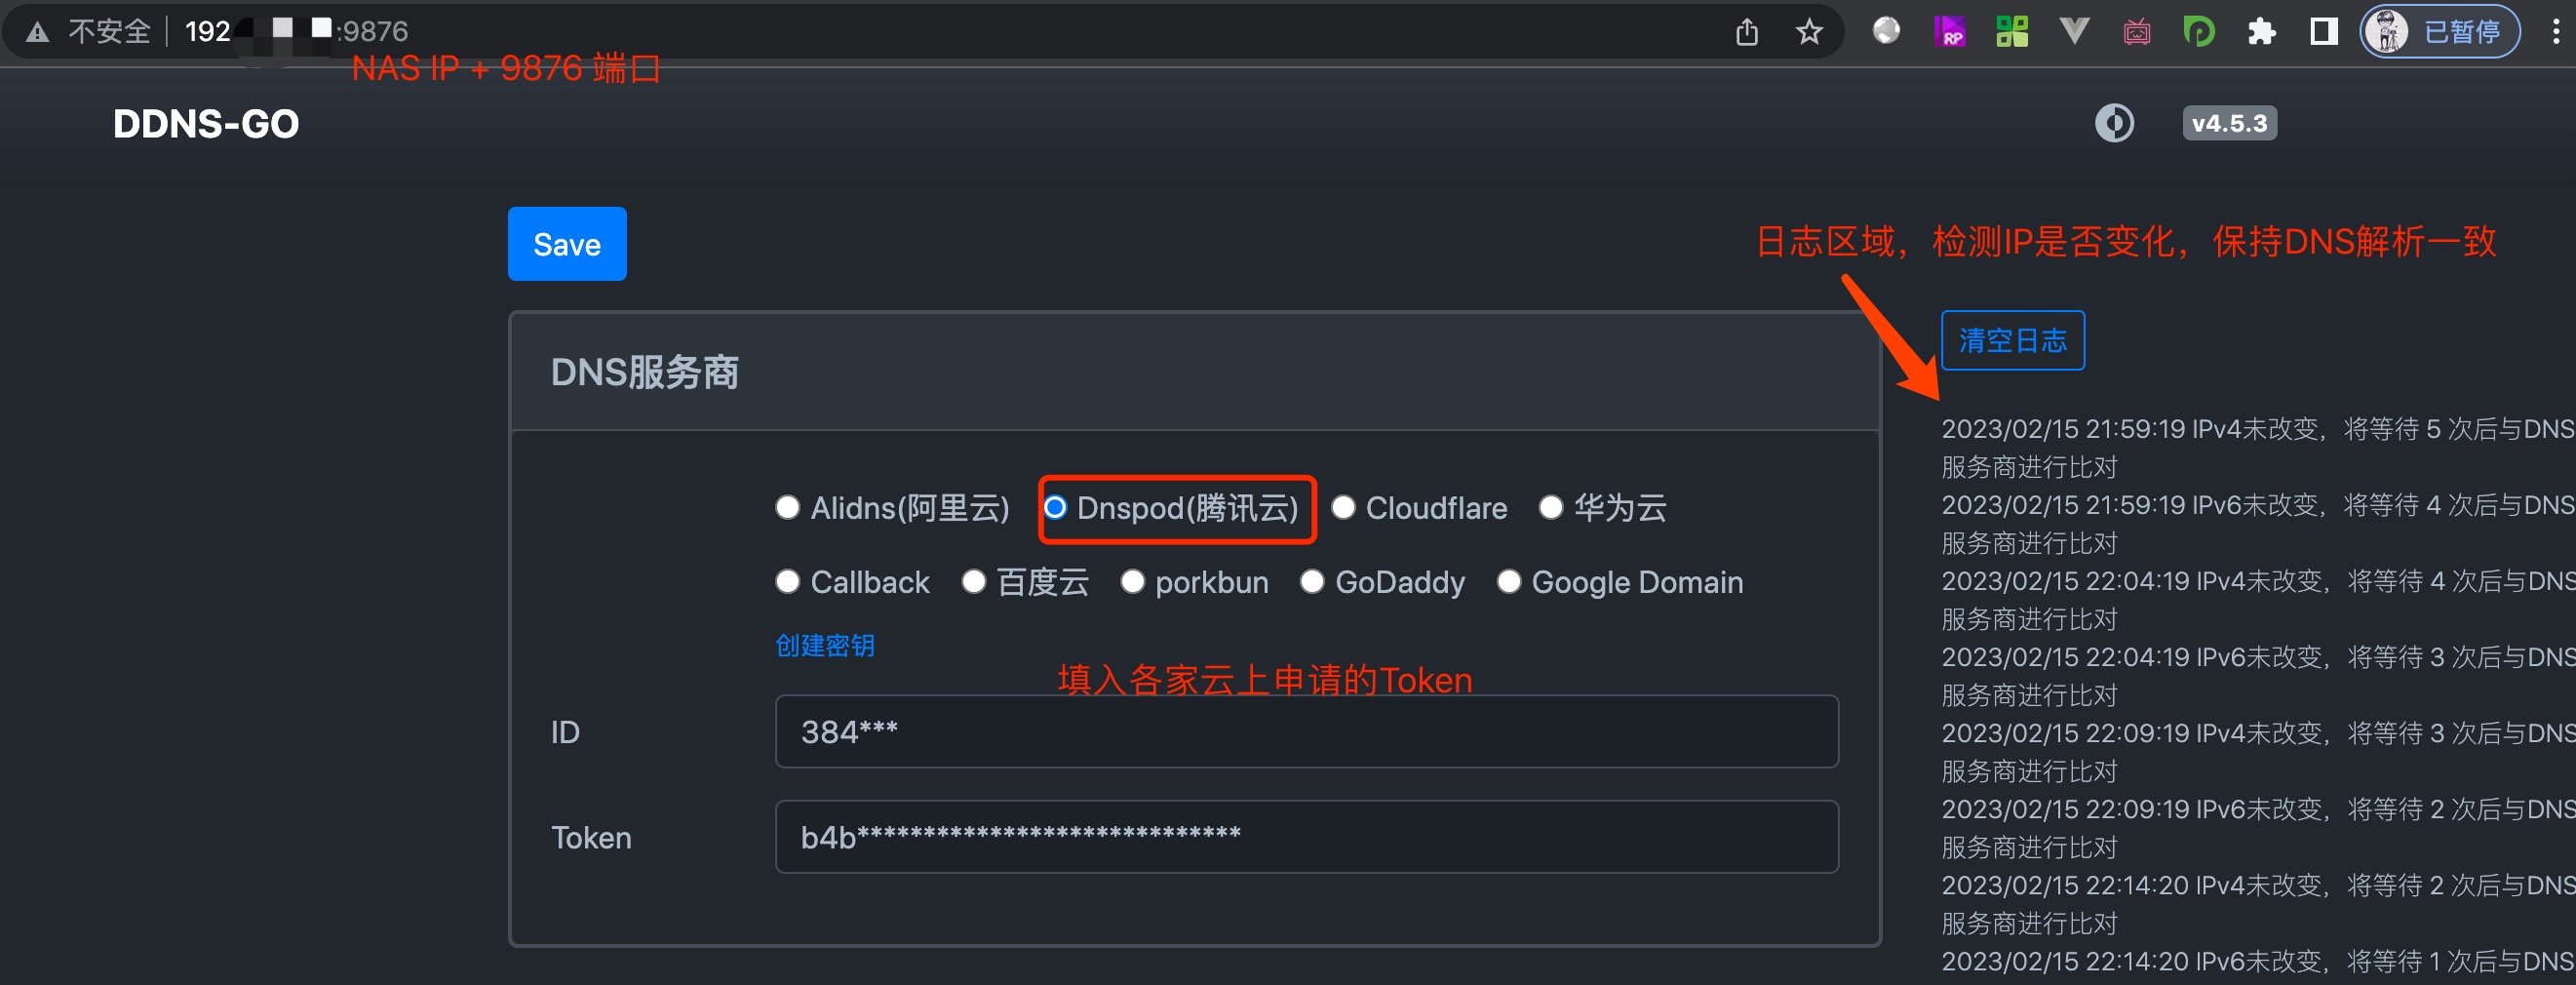 不安全 192 :9876
已暂停
NAS IP + 9876 端口
DDNS-GO
v4.5.3
Save
日志区域，检测IP是否变化，保持DNS解析一致
清空日志
DNS服务商
Alidns(阿里云) Dnspod(腾讯云) Cloudflare 华为云
Callback 百度云 porkbun GoDaddy Google Domain
创建密钥
填入各家云上申请的Token
ID
384***
Token
b4b*****************************
2023/02/15 21:59:19 IPv4未改变，将等待 5 次后与DNS
服务商进行比对
2023/02/15 21:59:19 IPv6未改变，将等待 4 次后与DNS
服务商进行比对
2023/02/15 22:04:19 IPv4未改变，将等待 4 次后与DNS
服务商进行比对
2023/02/15 22:04:19 IPv6未改变，将等待 3 次后与DNS
服务商进行比对
2023/02/15 22:09:19 IPv4未改变，将等待 3 次后与DNS
服务商进行比对
2023/02/15 22:09:19 IPv6未改变，将等待 2 次后与DNS
服务商进行比对
2023/02/15 22:14:20 IPv4未改变，将等待 2 次后与DNS
服务商进行比对
2023/02/15 22:14:20 IPv6未改变，将等待 1 次后与DNS